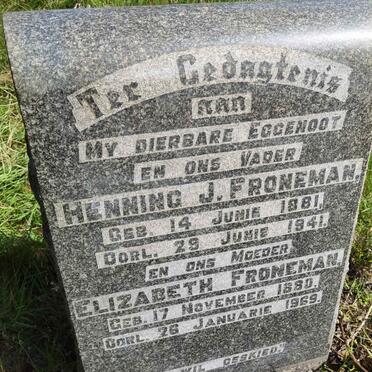 Ter Gedagtenis
AAN
MY DIERBARE EGGENOOT
EN ONS VADER
HENNING J. FRONEMAN,
GEB. 14 JUNIE 1881,
OORL. 29 JUNIE 1941.
EN ONS MOEDER
ELIZABETH FRONEMAN,
GEB. 17 NOVEMBER 1880,
OORL. 26 JANUARIE 1969.
WIL GESKIED.